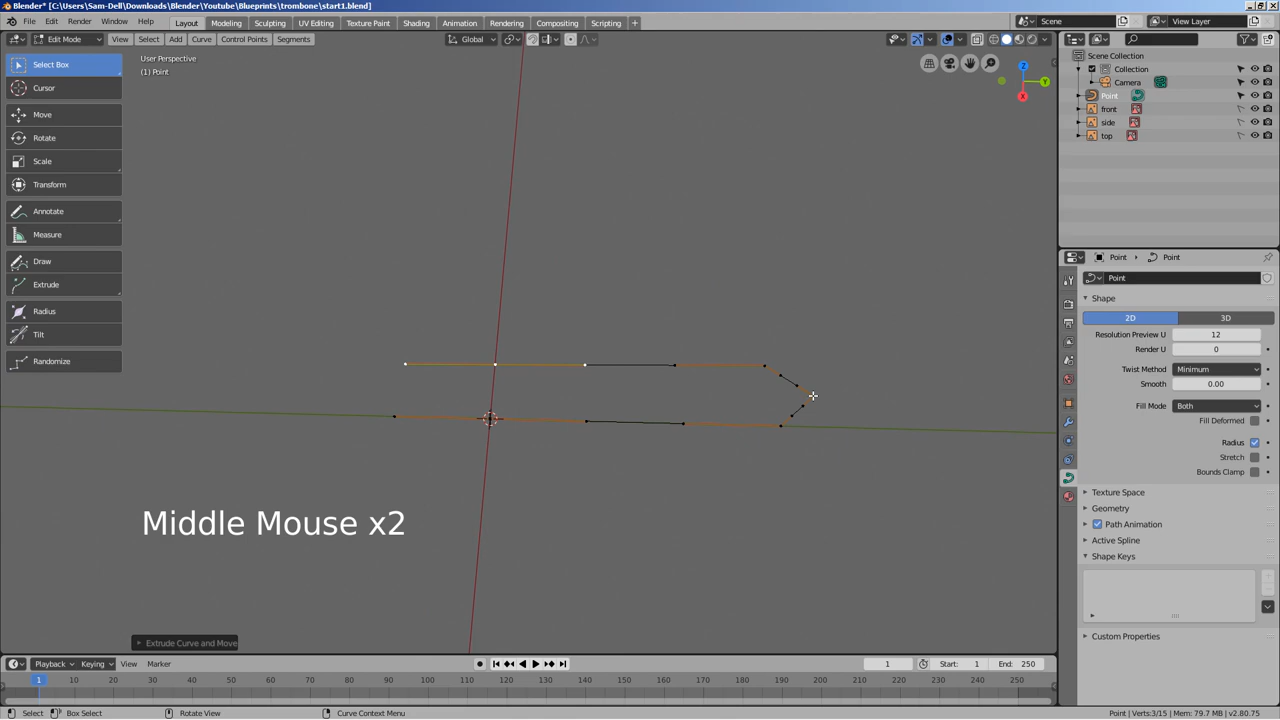 Blender* [C:\Users\Sam-Dell\Downloads\Blender\Youtube\Blueprints\trombone\start1.blend]
File Edit Render Window Help Layout Modeling Sculpting UV Editing Texture Paint Shading Animation Rendering Compositing Scripting + Scene View Layer
Edit Mode View Select Add Curve Control Points Segments Global
User Perspective
(1) Point
Select Box
Cursor
Move
Rotate
Scale
Transform
Annotate
Measure
Draw
Extrude
Radius
Tilt
Randomize
Z
Y
X
Middle Mouse x2
Extrude Curve and Move
Scene Collection
Collection
Camera
Point
front
side
top
Point Point
Point
Shape
2D 3D
Resolution Preview U 12
Render U 0
Twist Method Minimum
Smooth 0.00
Fill Mode Both
Fill Deformed
Radius
Stretch
Bounds Clamp
Texture Space
Geometry
Path Animation
Active Spline
Shape Keys
Custom Properties
Playback Keying View Marker 1 Start: 1 End: 250
1 10 20 30 40 50 60 70 80 90 100 110 120 130 140 150 160 170 180 190 200 210 220 230 240 250
Select Box Select Rotate View Curve Context Menu Point | Verts:3/15 | Mem: 79.7 MB | v2.80.75